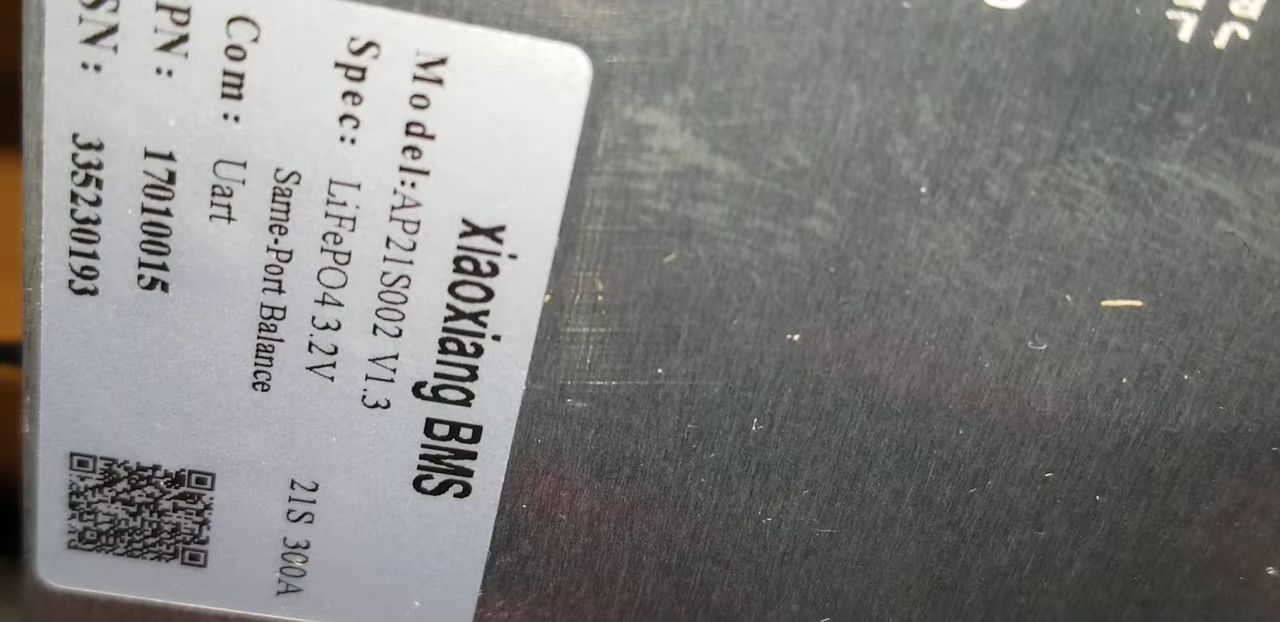 Xiaoxiang BMS
Model:AP21S002 V1.3
Spec: LiFePO4 3.2V 21S 300A
Same-Port Balance
Com: Uart
PN: 17010015
SN: 335230193